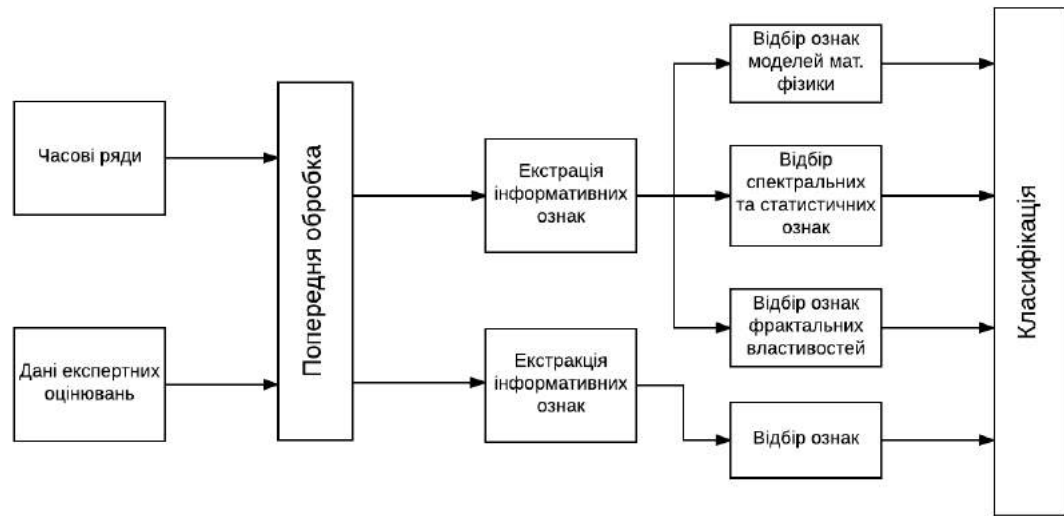 Часові ряди
Дані експертних
оцінювань
Попередня обробка
Екстрація
інформативних
ознак
Екстракція
інформативних
ознак
Відбір ознак
моделей мат.
фізики
Відбір
спектральних
та статистичних
ознак
Відбір ознак
фрактальних
властивостей
Відбір ознак
Класифікація